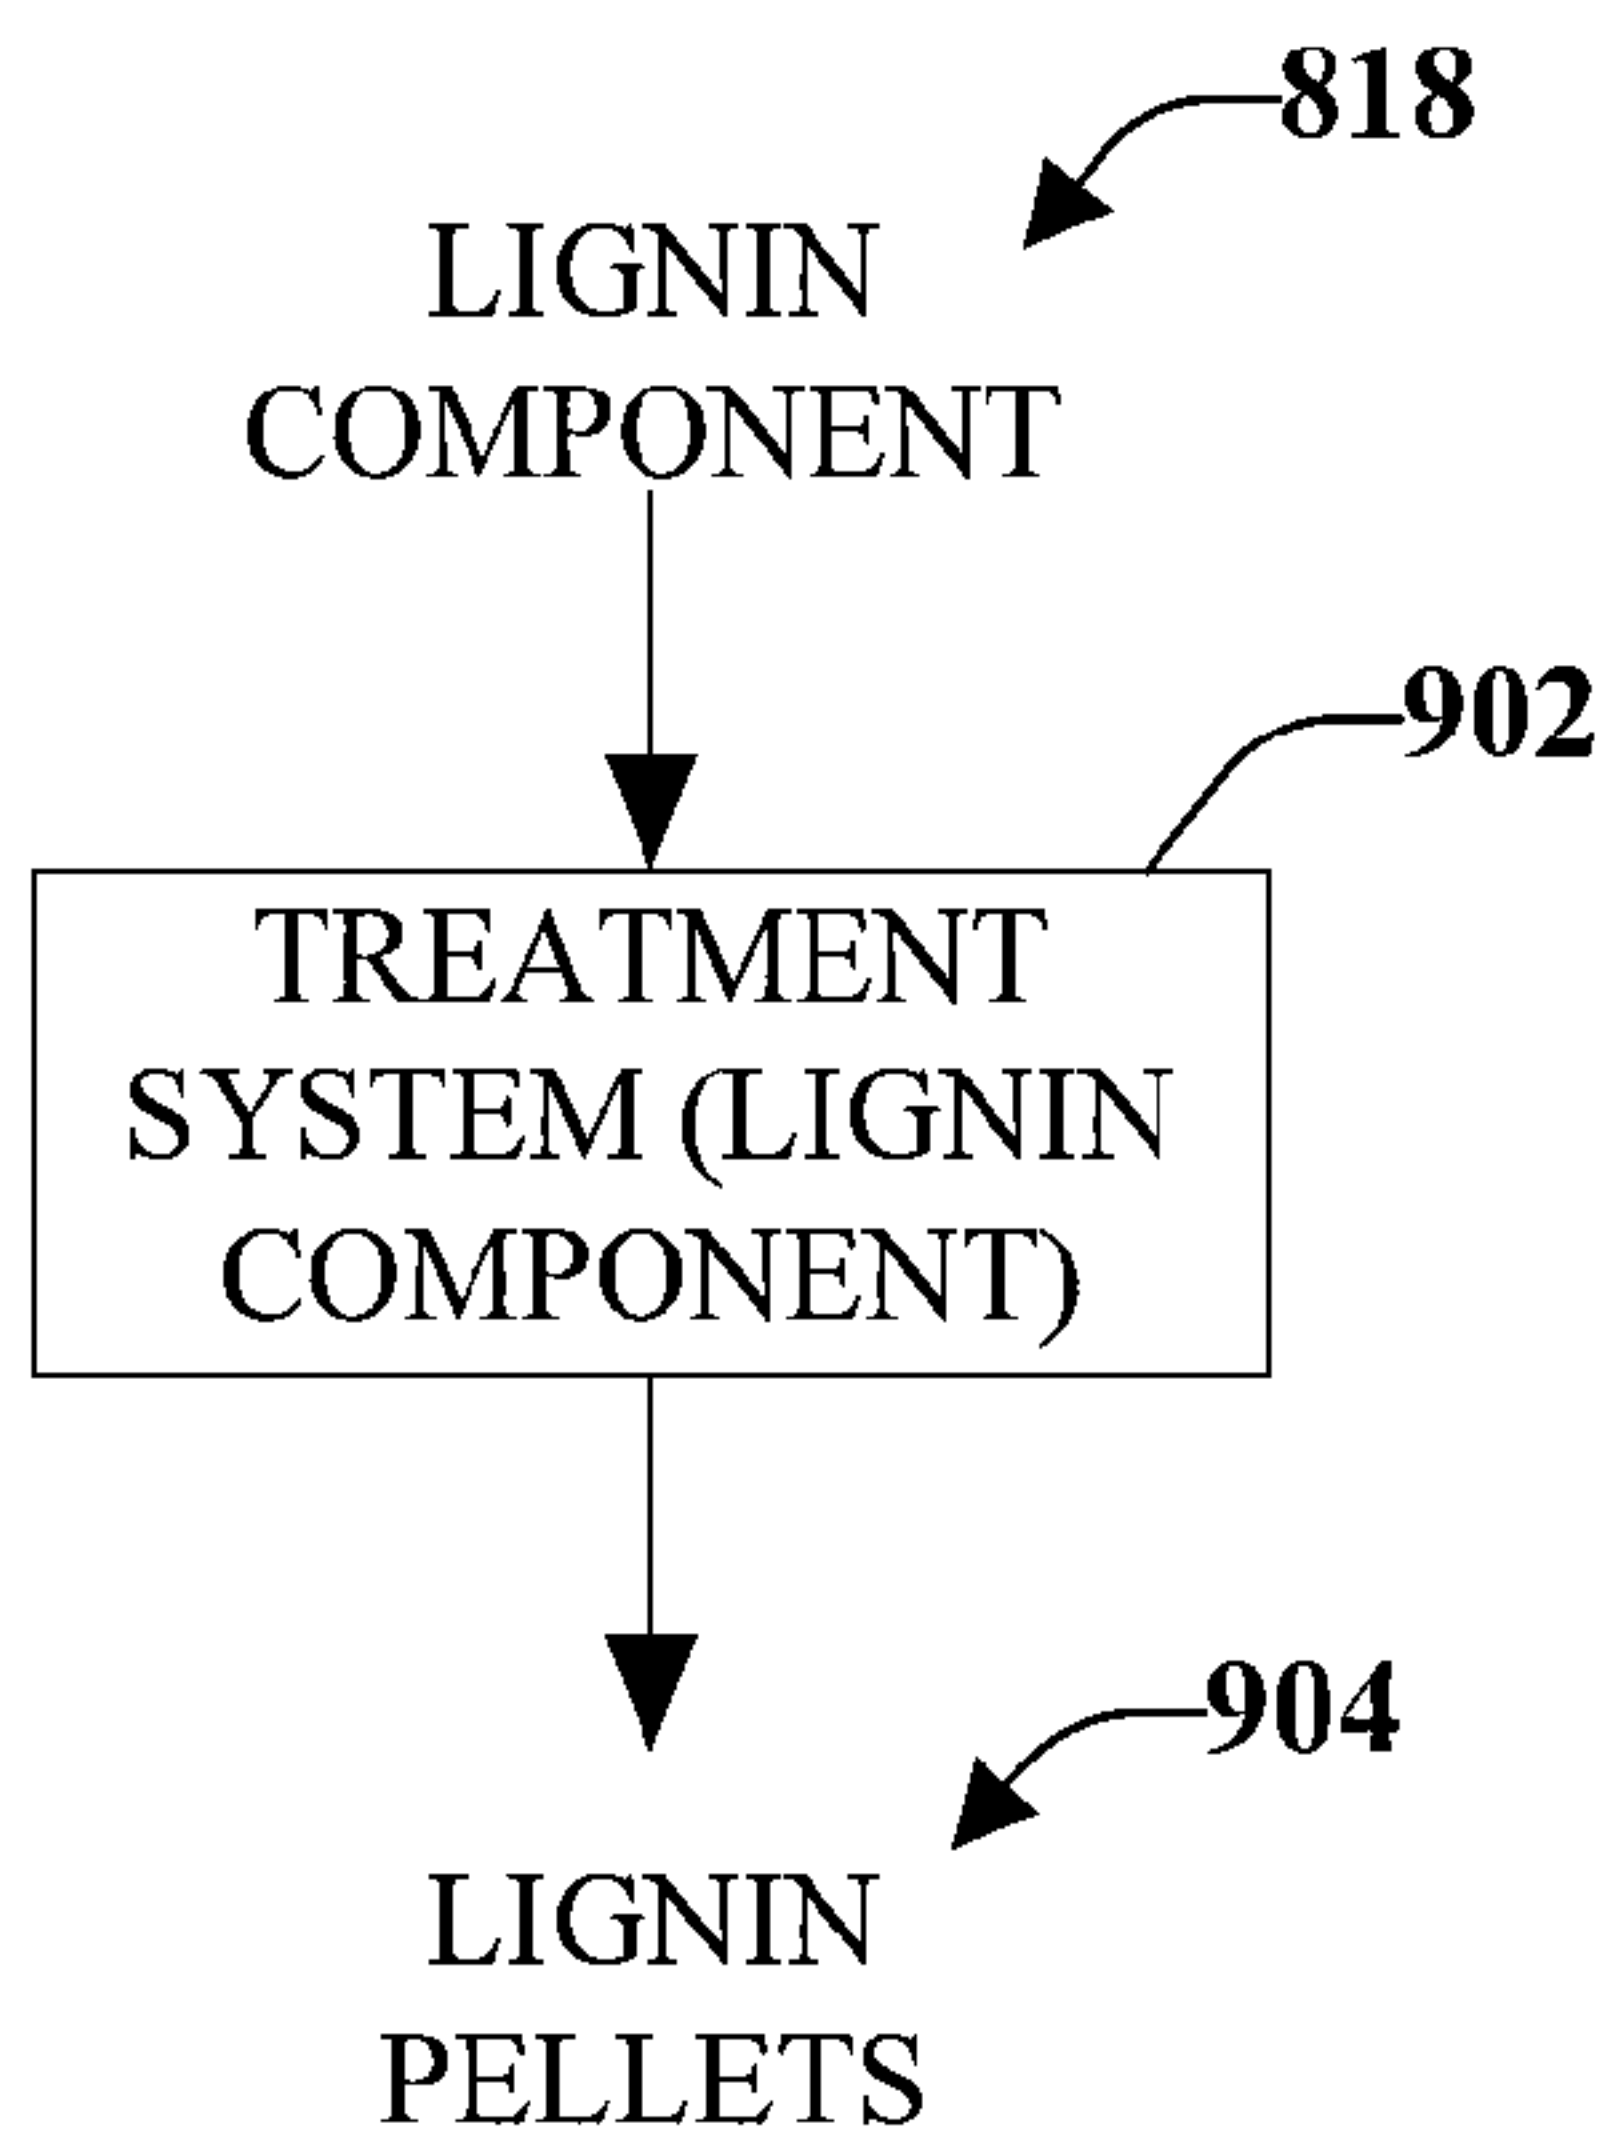 818
LIGNIN
COMPONENT
902
TREATMENT
SYSTEM (LIGNIN
COMPONENT)
904
LIGNIN
PELLETS